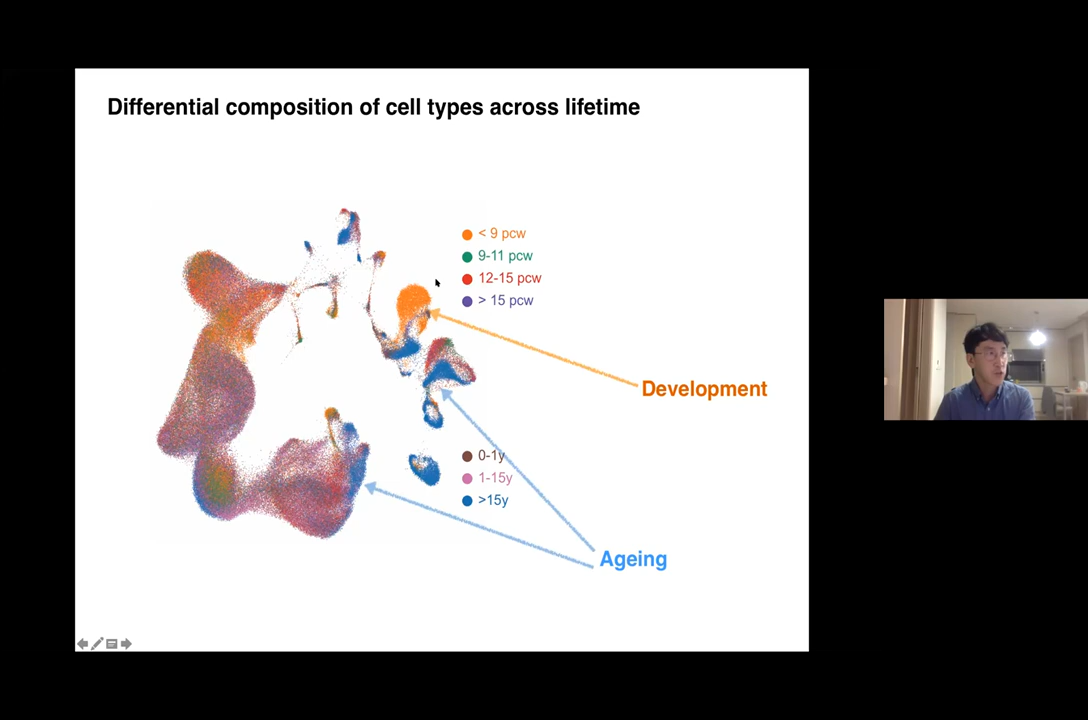 Differential composition of cell types across lifetime
< 9 pcw
9-11 pcw
12-15 pcw
> 15 pcw
Development
0-1y
1-15y
>15y
Ageing